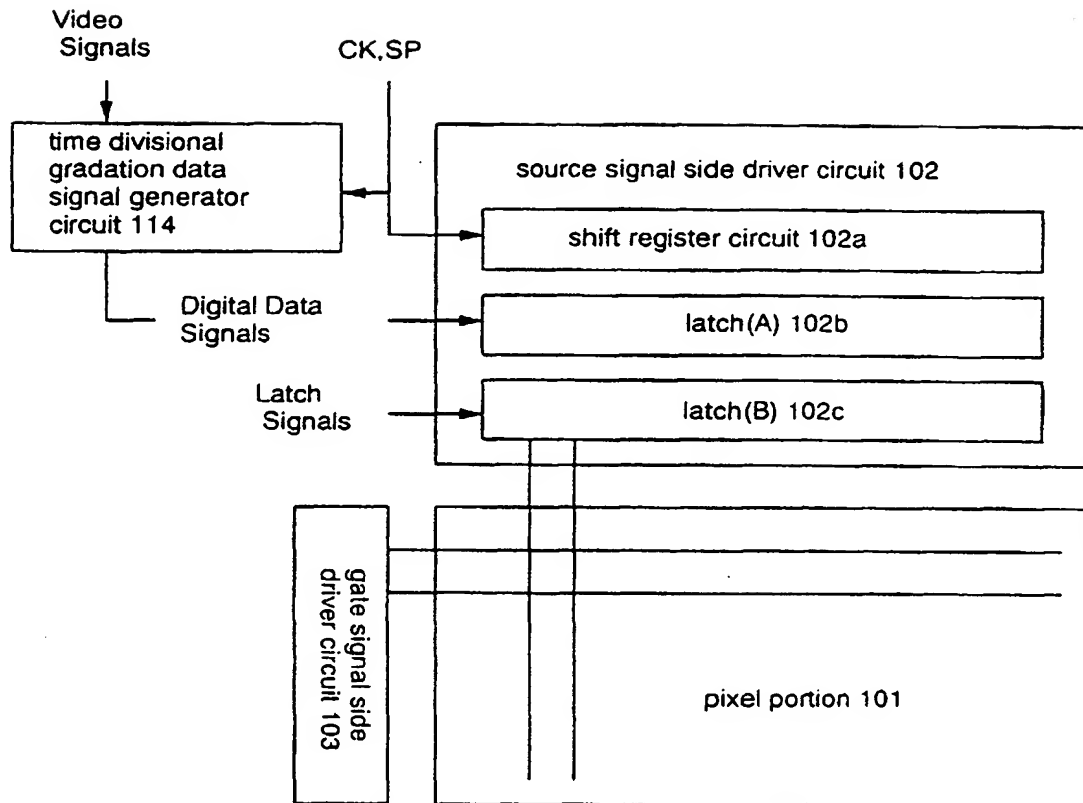 Video
Signals
CK,SP
time divisional
gradation data
signal generator
circuit 114
source signal side driver circuit 102
shift register circuit 102a
Digital Data
Signals
latch(A) 102b
Latch
Signals
latch(B) 102c
gate signal side
driver circuit 103
pixel portion 101